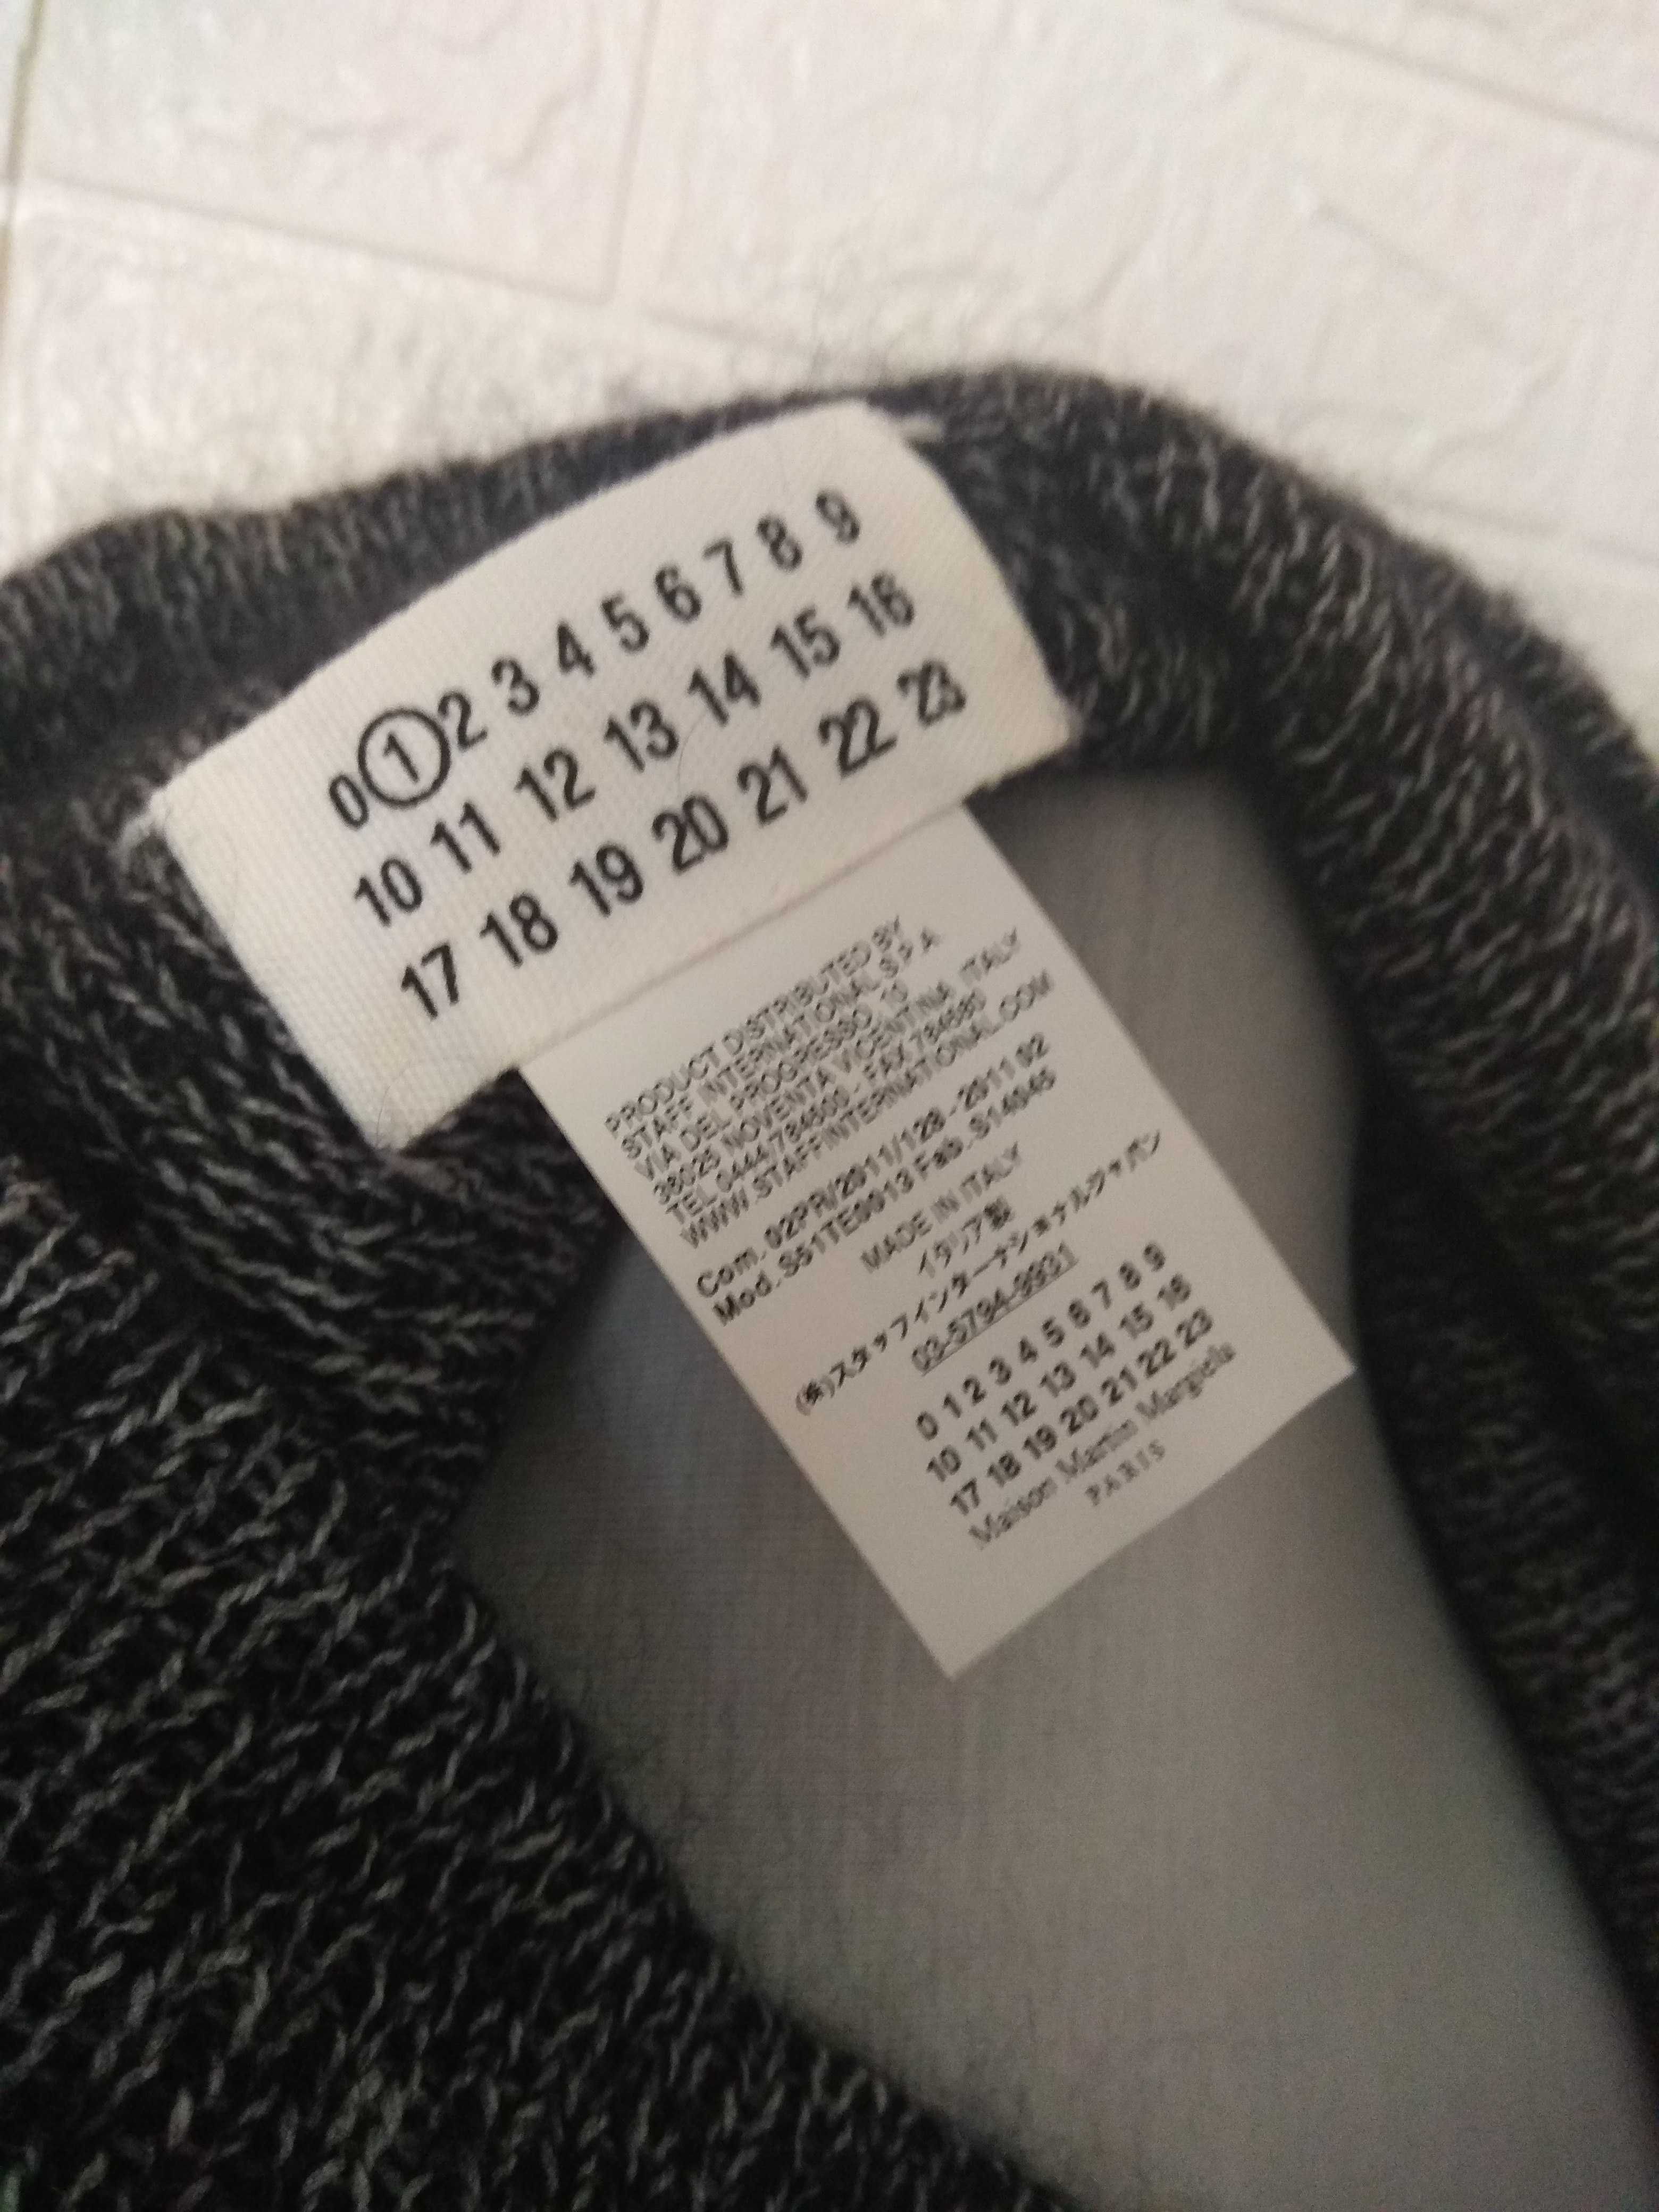 0 1 2 3 4 5 6 7 8 9
10 11 12 13 14 15 16
17 18 19 20 21 22 23
PRODUCT DISTRIBUTED BY
STAFF INTERNATIONAL S.P.A
VIA DEL PROGRESSO 10
36025 NOVENTA VICENTINA ITALY
TEL 0444/784600 - FAX
WWW.STAFFINTERNATIONAL.COM
Com. 02PR/2011/128 - 2011 02
Mod. Fab. S14045
MADE IN ITALY
イタリア製
(株)スタッフインターナショナルジャパン
03-5794-9931
0 1 2 3 4 5 6 7 8 9
10 11 12 13 14 15 16
17 18 19 20 21 22 23
Maison Martin Margiela
PARIS